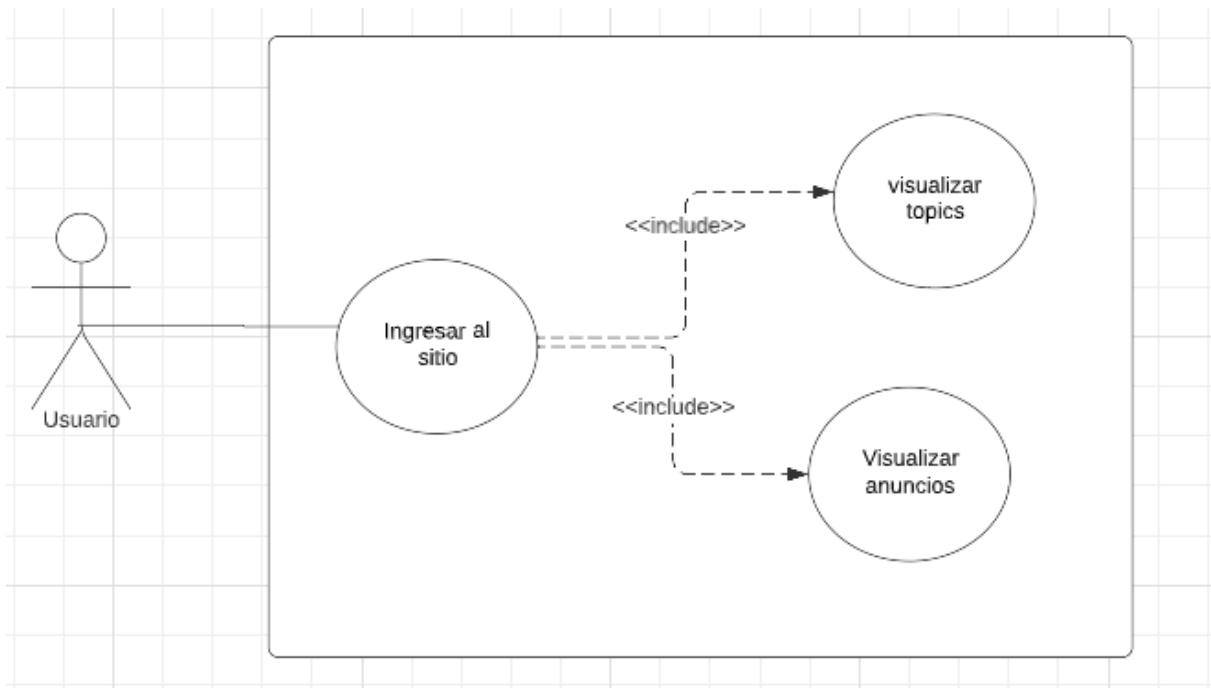 Usuario
Ingresar al
sitio
<<include>>
visualizar
topics
<<include>>
Visualizar
anuncios